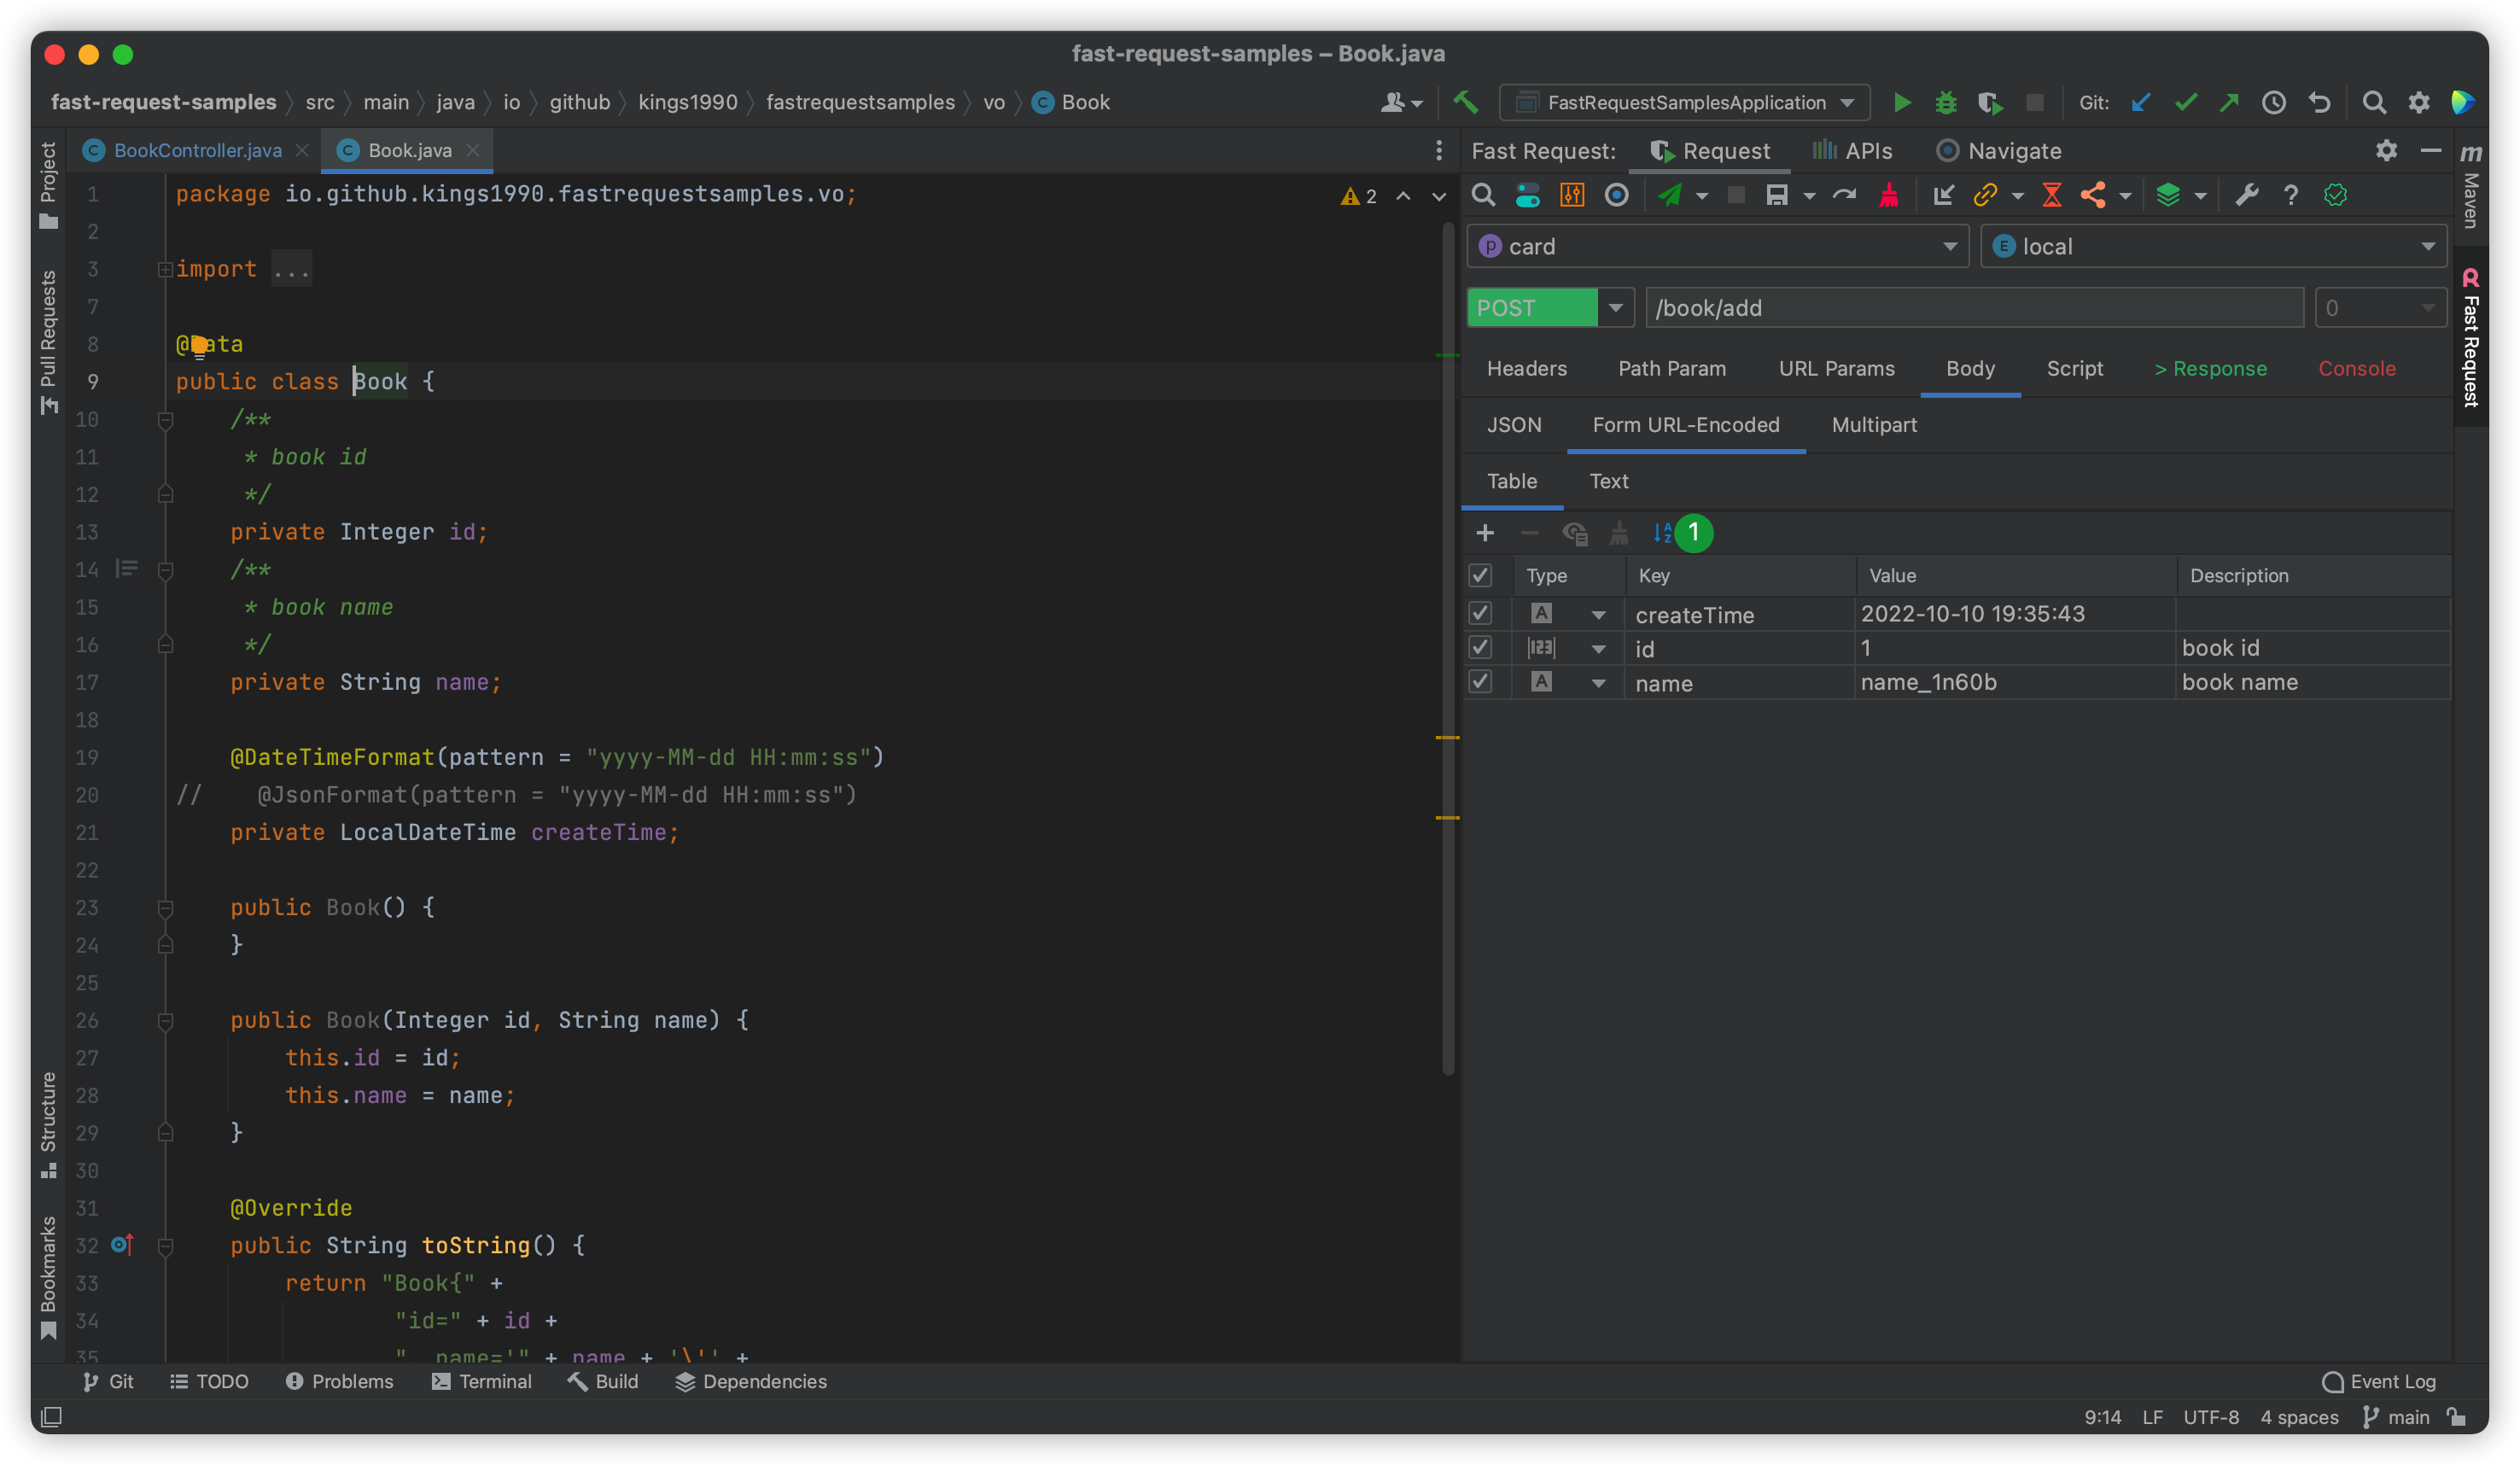 fast-request-samples – Book.java
fast-request-samples src main java io github kings1990 fastrequestsamples vo Book
FastRequestSamplesApplication
Git:
Project
Pull Requests
Structure
Bookmarks
BookController.java
Book.java
2
1 package io.github.kings1990.fastrequestsamples.vo;
2
3 import ...
7
8 @Data
9 public class Book {
10 /**
11 * book id
12 */
13 private Integer id;
14 /**
15 * book name
16 */
17 private String name;
18
19 @DateTimeFormat(pattern = "yyyy-MM-dd HH:mm:ss")
20 // @JsonFormat(pattern = "yyyy-MM-dd HH:mm:ss")
21 private LocalDateTime createTime;
22
23 public Book() {
24 }
25
26 public Book(Integer id, String name) {
27 this.id = id;
28 this.name = name;
29 }
30
31 @Override
32 public String toString() {
33 return "Book{" +
34 "id=" + id +
35 ", name='" + name + '\'' +
Fast Request: Request APIs Navigate
card
local
POST
/book/add
0
Headers Path Param URL Params Body Script > Response Console
JSON Form URL-Encoded Multipart
Table Text
1
Type Key Value Description
createTime 2022-10-10 19:35:43
id 1 book id
name name_1n60b book name
m Maven
Fast Request
Git TODO Problems Terminal Build Dependencies
Event Log
9:14 LF UTF-8 4 spaces main